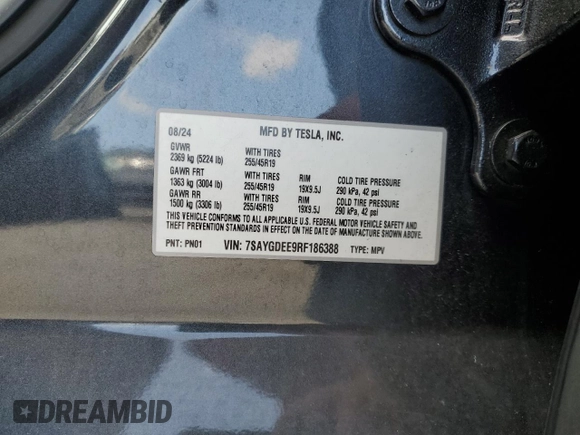 08/24 MFD BY TESLA, INC.
GVWR WITH TIRES
2369 kg (5224 lb) 255/45R19
GAWR FRT WITH TIRES RIM COLD TIRE PRESSURE
1363 kg (3004 lb) 255/45R19 19X9.5J 290 kPa, 42 psi
GAWR RR WITH TIRES RIM COLD TIRE PRESSURE
1500 kg (3306 lb) 255/45R19 19X9.5J 290 kPa, 42 psi
THIS VEHICLE CONFORMS TO ALL APPLICABLE U.S. FEDERAL MOTOR VEHICLE SAFETY AND
THEFT PREVENTION STANDARDS IN EFFECT ON THE DATE OF MANUFACTURE SHOWN ABOVE.
PNT: PN01 VIN: 7SAYGDEE9RF186388 TYPE: MPV
DREAMBID